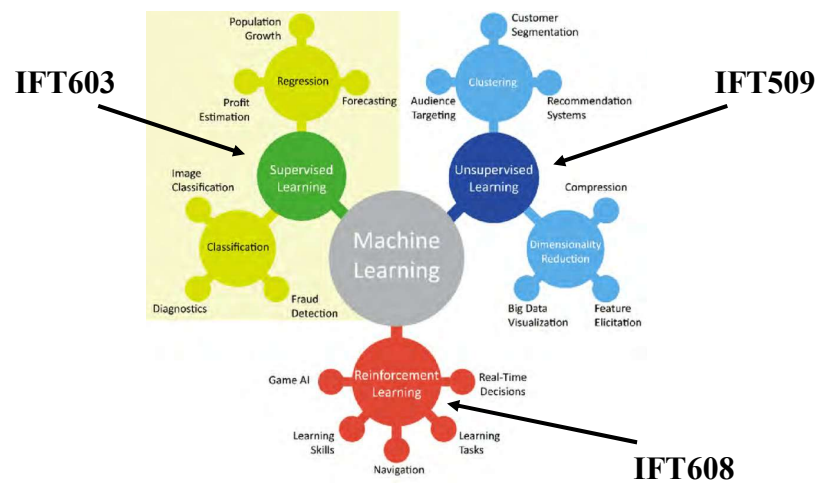 IFT603
IFT509
Population
Growth
Regression
Profit
Estimation
Forecasting
Supervised
Learning
Image
Classification
Classification
Diagnostics
Fraud
Detection
Customer
Segmentation
Clustering
Audience
Targeting
Recommendation
Systems
Unsupervised
Learning
Compression
Dimensionality
Reduction
Big Data
Visualization
Feature
Elicitation
Machine
Learning
Reinforcement
Learning
Game AI
Real-Time
Decisions
Learning
Skills
Learning
Tasks
Navigation
IFT608